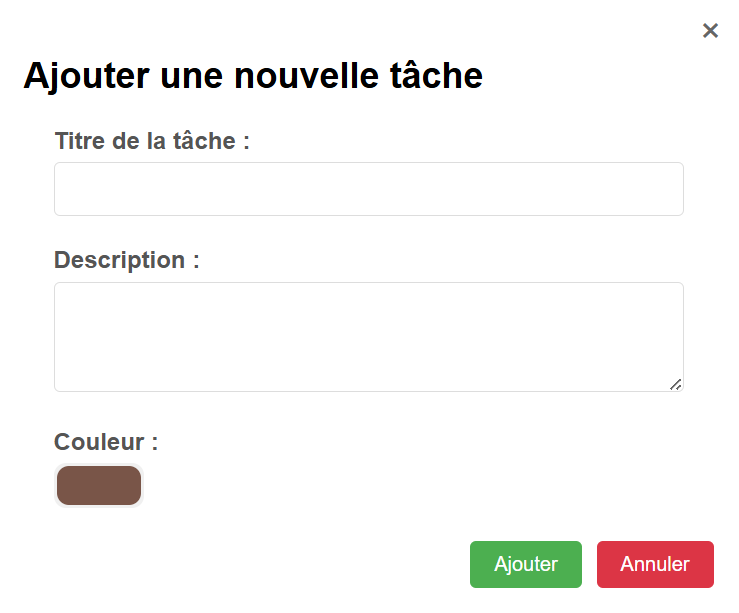 ×
Ajouter une nouvelle tâche
Titre de la tâche :
Description :
Couleur :
Ajouter Annuler